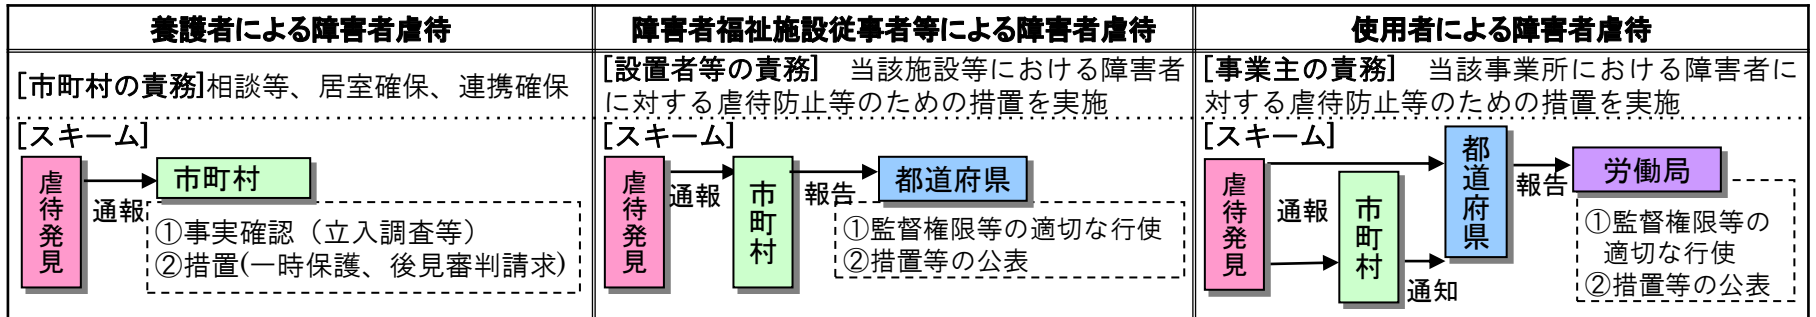 養護者による障害者虐待
[市町村の責務]相談等、居室確保、連携確保
[スキーム]
虐待発見
通報
市町村
①事実確認（立入調査等）
②措置(一時保護、後見審判請求)
障害者福祉施設従事者等による障害者虐待
[設置者等の責務]　当該施設等における障害者
に対する虐待防止等のための措置を実施
[スキーム]
虐待発見
通報
市町村
報告
都道府県
①監督権限等の適切な行使
②措置等の公表
使用者による障害者虐待
[事業主の責務]　当該事業所における障害者に
対する虐待防止等のための措置を実施
[スキーム]
虐待発見
通報
市町村
通知
都道府県
報告
労働局
①監督権限等の
適切な行使
②措置等の公表